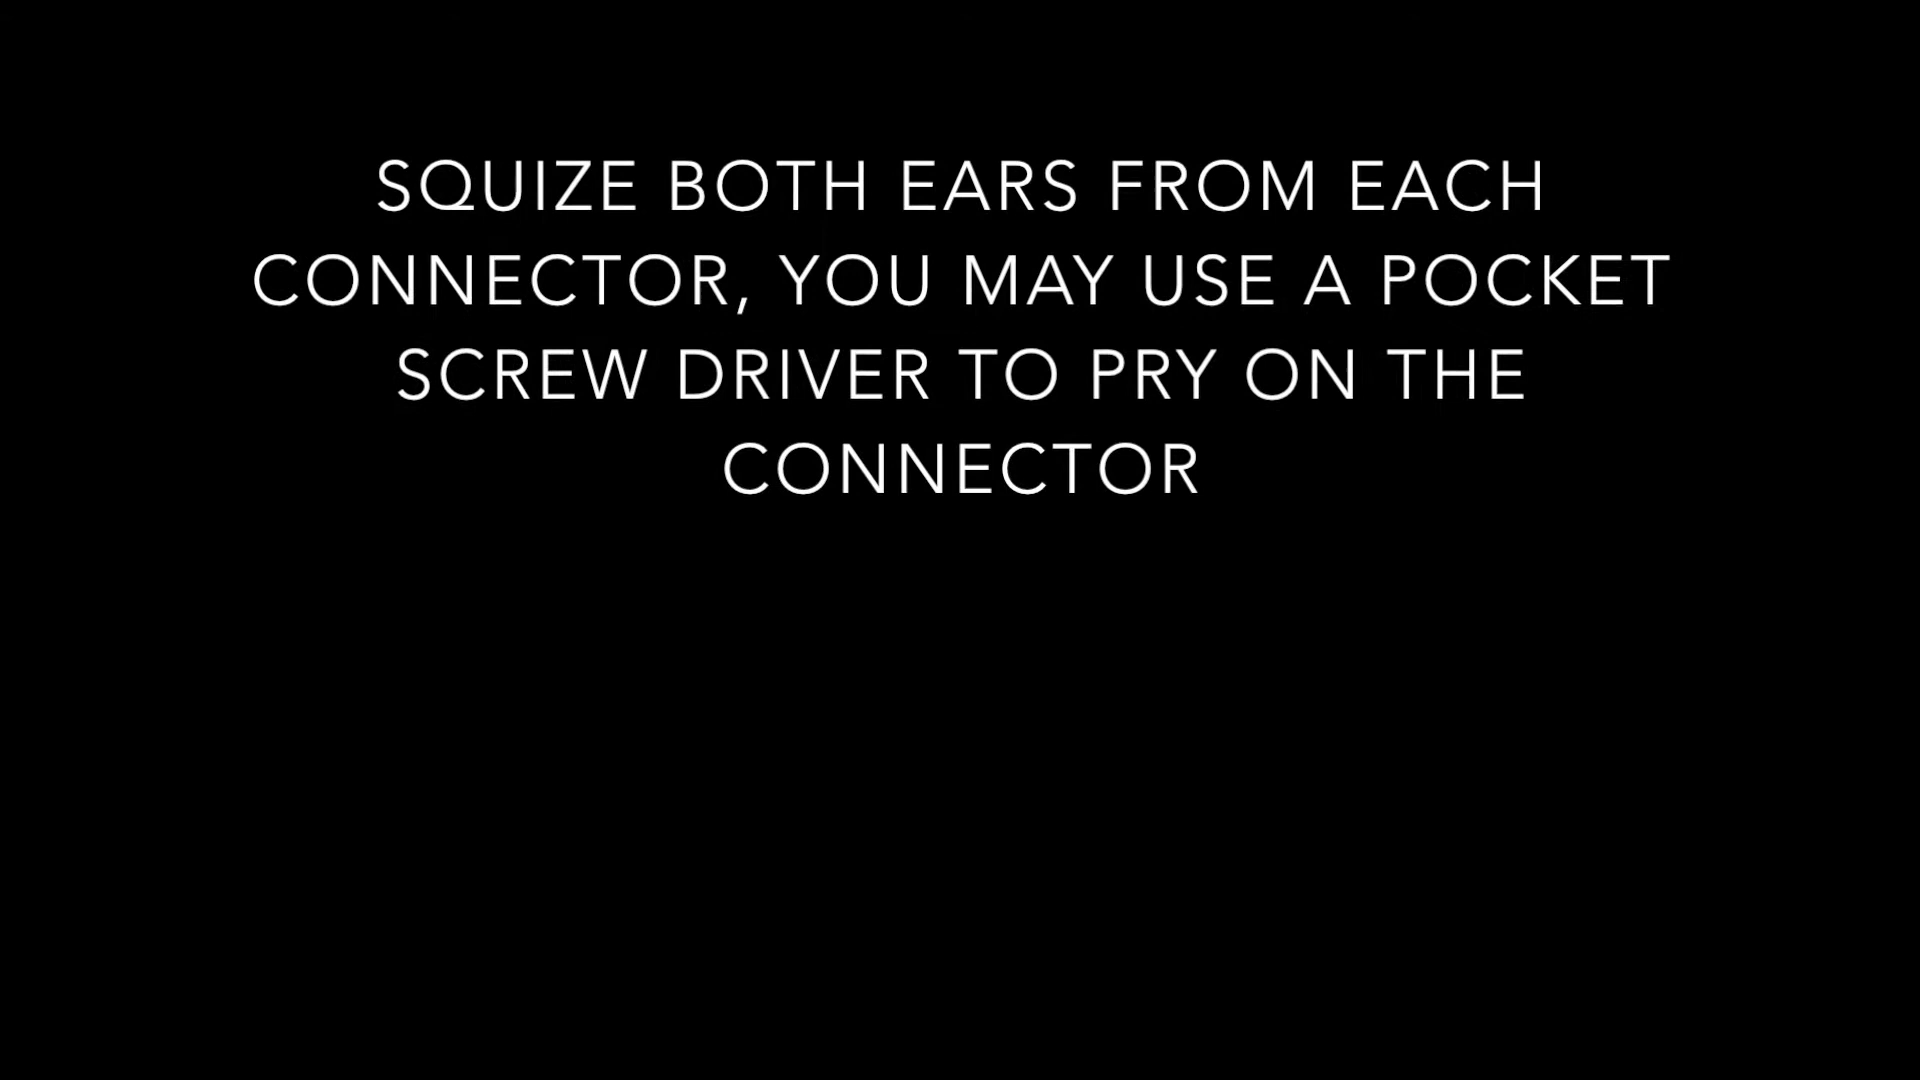 SQUIZE BOTH EARS FROM EACH
CONNECTOR, YOU MAY USE A POCKET
SCREW DRIVER TO PRY ON THE
CONNECTOR